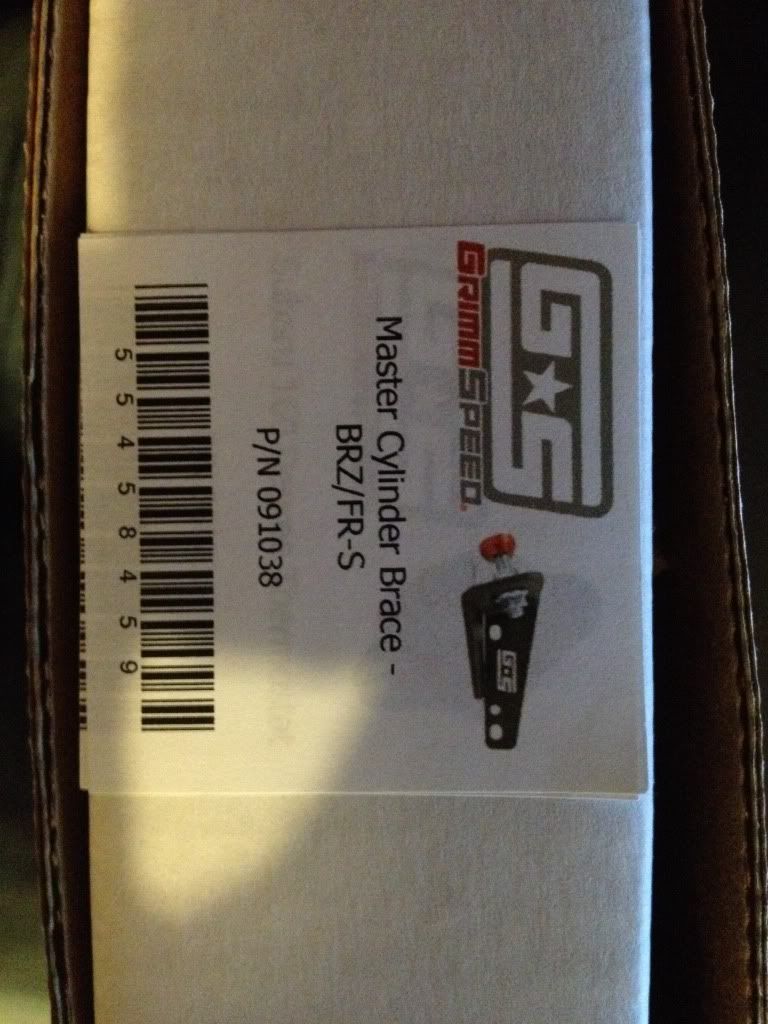 G★S
GRIMMSPEED
Master Cylinder Brace -
BRZ/FR-S
P/N 091038
5 5 4 5 8 4 5 9
G★S